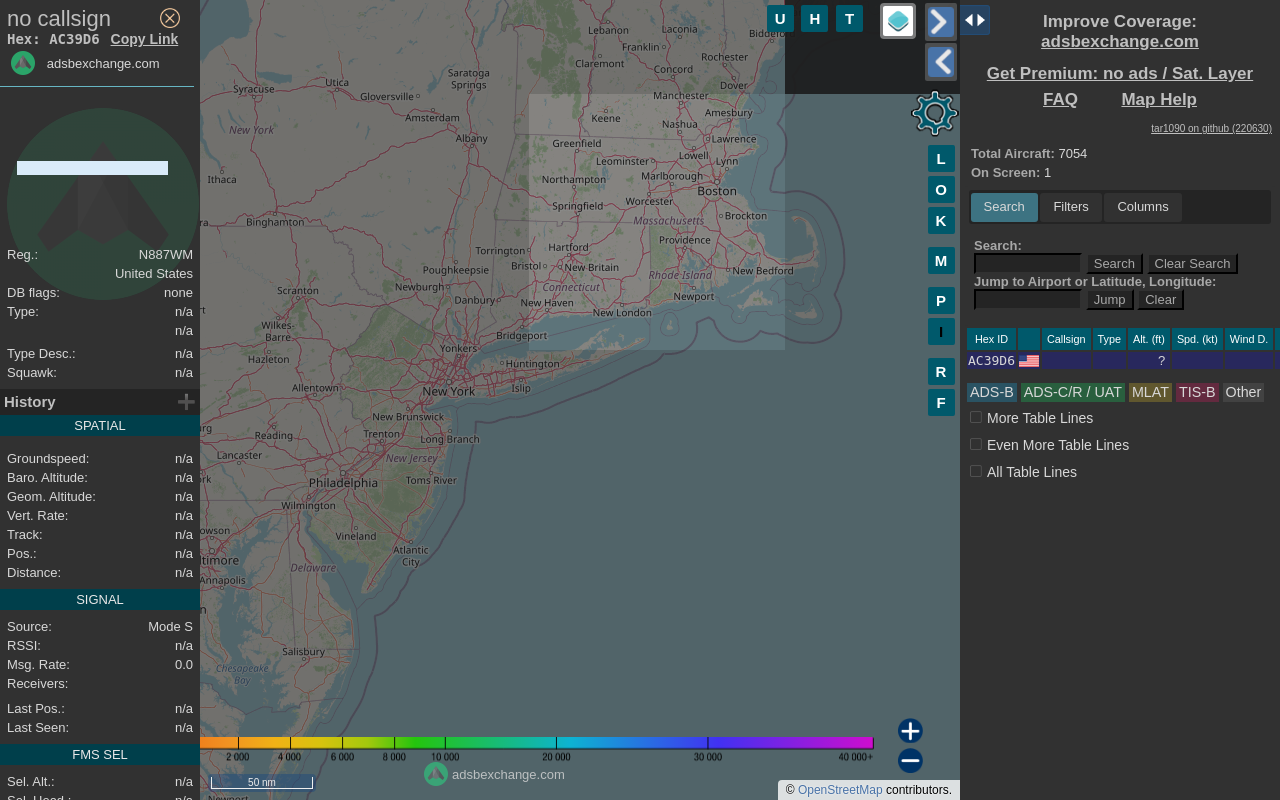 no callsign
Hex: AC39D6 Copy Link
adsbexchange.com
Reg.: N887WM
United States
DB flags: none
Type: n/a
n/a
Type Desc.: n/a
Squawk: n/a
History
SPATIAL
Groundspeed: n/a
Baro. Altitude: n/a
Geom. Altitude: n/a
Vert. Rate: n/a
Track: n/a
Pos.: n/a
Distance: n/a
SIGNAL
Source: Mode S
RSSI: n/a
Msg. Rate: 0.0
Receivers:
Last Pos.: n/a
Last Seen: n/a
FMS SEL
Sel. Alt.: n/a
U H T
L
O
K
M
P
I
R
F
Lebanon
Laconia
Franklin
Claremont
Concord
Rochester
Dover
Manchester
Amesbury
Keene
Nashua
Lawrence
Greenfield
Leominster
Lowell
Lynn
Northampton
Marlborough
Boston
Worcester
Springfield
Massachusetts
Brockton
Providence
Torrington
Hartford
Bristol
New Britain
Rhode Island
New Bedford
Connecticut
Newport
New Haven
New London
Saratoga
Springs
Utica
Syracuse
Gloversville
Amsterdam
New York
Albany
Ithaca
Binghamton
Poughkeepsie
Newburgh
Scranton
Danbury
Bridgeport
Wilkes-
Barre
Yonkers
Hazleton
Huntington
Allentown
New York
Islip
New Brunswick
Reading
Trenton
Long Branch
Lancaster
New Jersey
Philadelphia
Toms River
Wilmington
Vineland
Atlantic
City
Delaware
Annapolis
Salisbury
Chesapeake
Bay
2 000 4 000 6 000 8 000 10 000 20 000 30 000 40 000+
adsbexchange.com
50 nm
© OpenStreetMap contributors.
Improve Coverage:
adsbexchange.com
Get Premium: no ads / Sat. Layer
FAQ Map Help
tar1090 on github (220630)
Total Aircraft: 7054
On Screen: 1
Search Filters Columns
Search:
Search Clear Search
Jump to Airport or Latitude, Longitude:
Jump Clear
Hex ID Callsign Type Alt. (ft) Spd. (kt) Wind D.
AC39D6 ?
ADS-B ADS-C/R / UAT MLAT TIS-B Other
More Table Lines
Even More Table Lines
All Table Lines